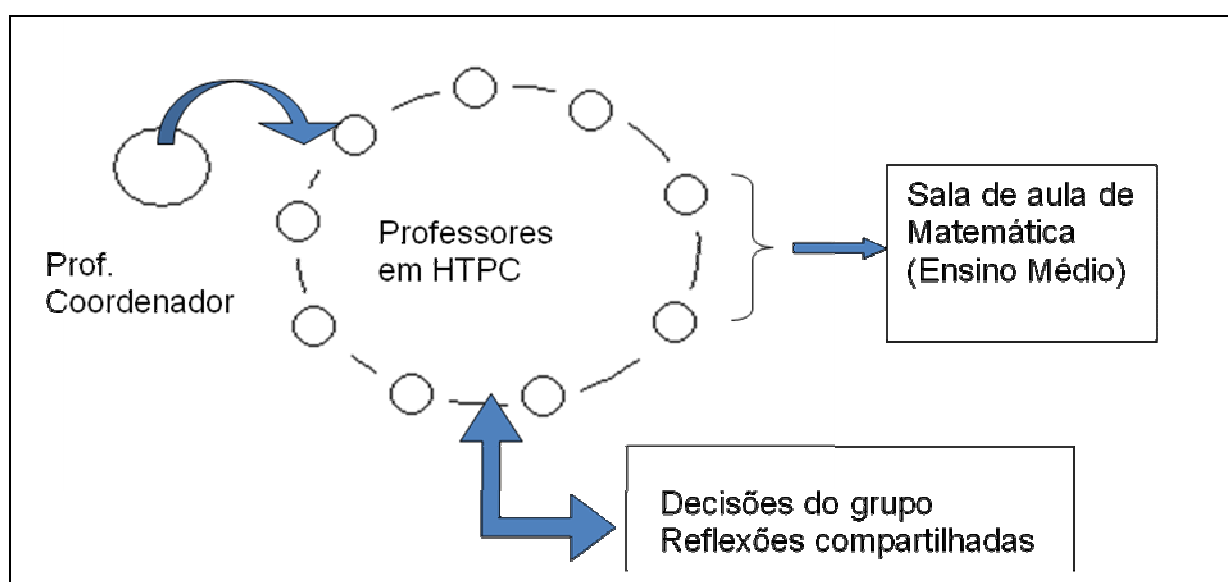 Prof.
Coordenador
Professores
em HTPC
Sala de aula de
Matemática
(Ensino Médio)
Decisões do grupo
Reflexões compartilhadas